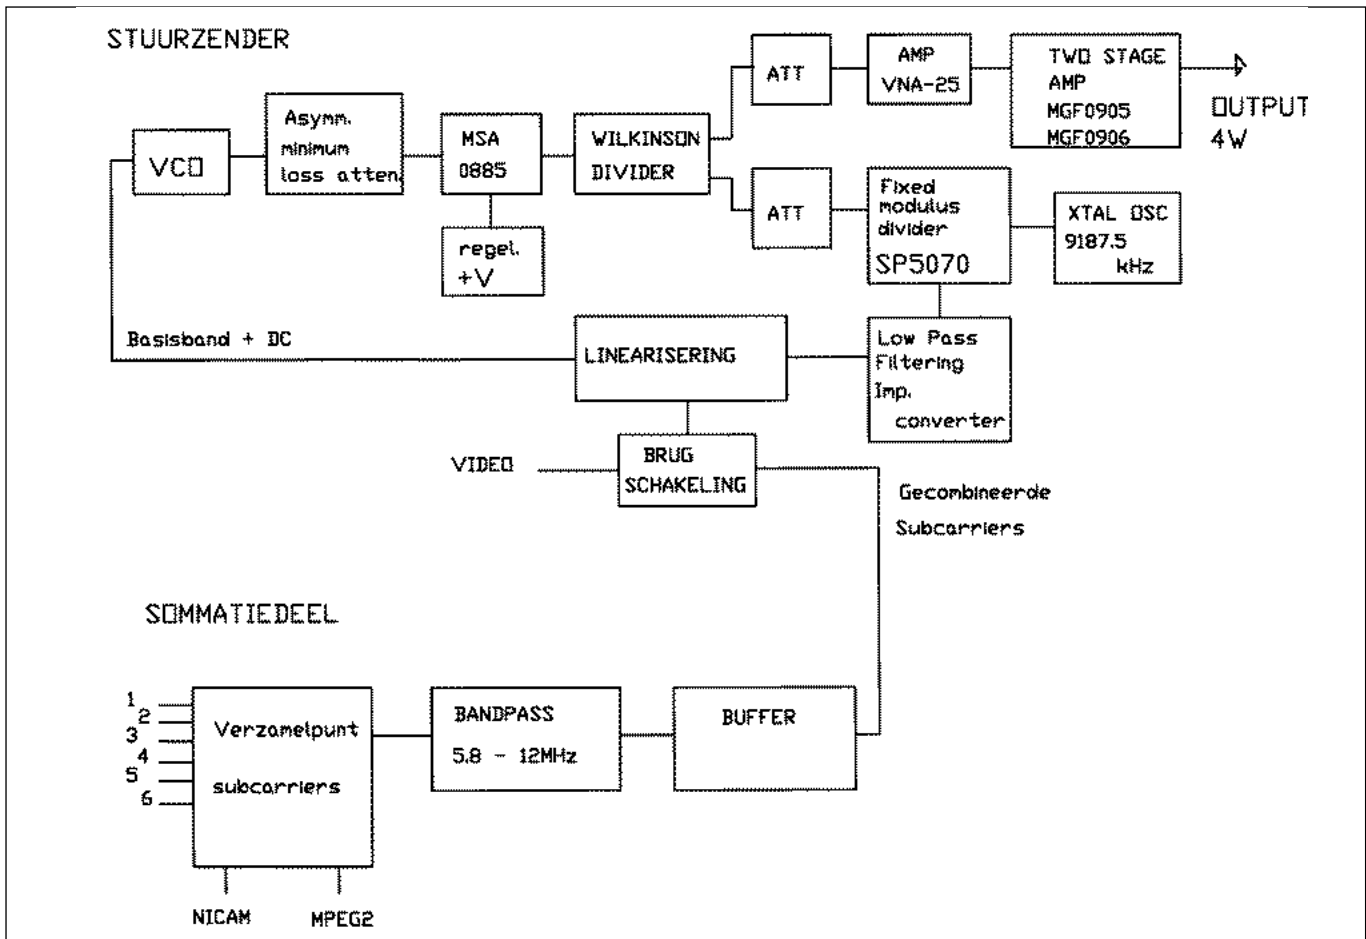 STUURZENDER
VCO
Asymm.
minimum
loss atten.
MSA
0885
regel.
+V
WILKINSON
DIVIDER
ATT
AMP
VNA-25
TWO STAGE
AMP
MGF0905
MGF0906
OUTPUT
4W
ATT
Fixed
modulus
divider
SP5070
XTAL OSC
9187.5
kHz
Basisband + DC
LINEARISERING
Low Pass
Filtering
Imp.
converter
VIDEO
BRUG
SCHAKELING
Gecombineerde
Subcarriers
SOMMATIEDEEL
1
2
3
4
5
6
Verzamelpunt
subcarriers
BANDPASS
5.8 - 12MHz
BUFFER
NICAM
MPEG2